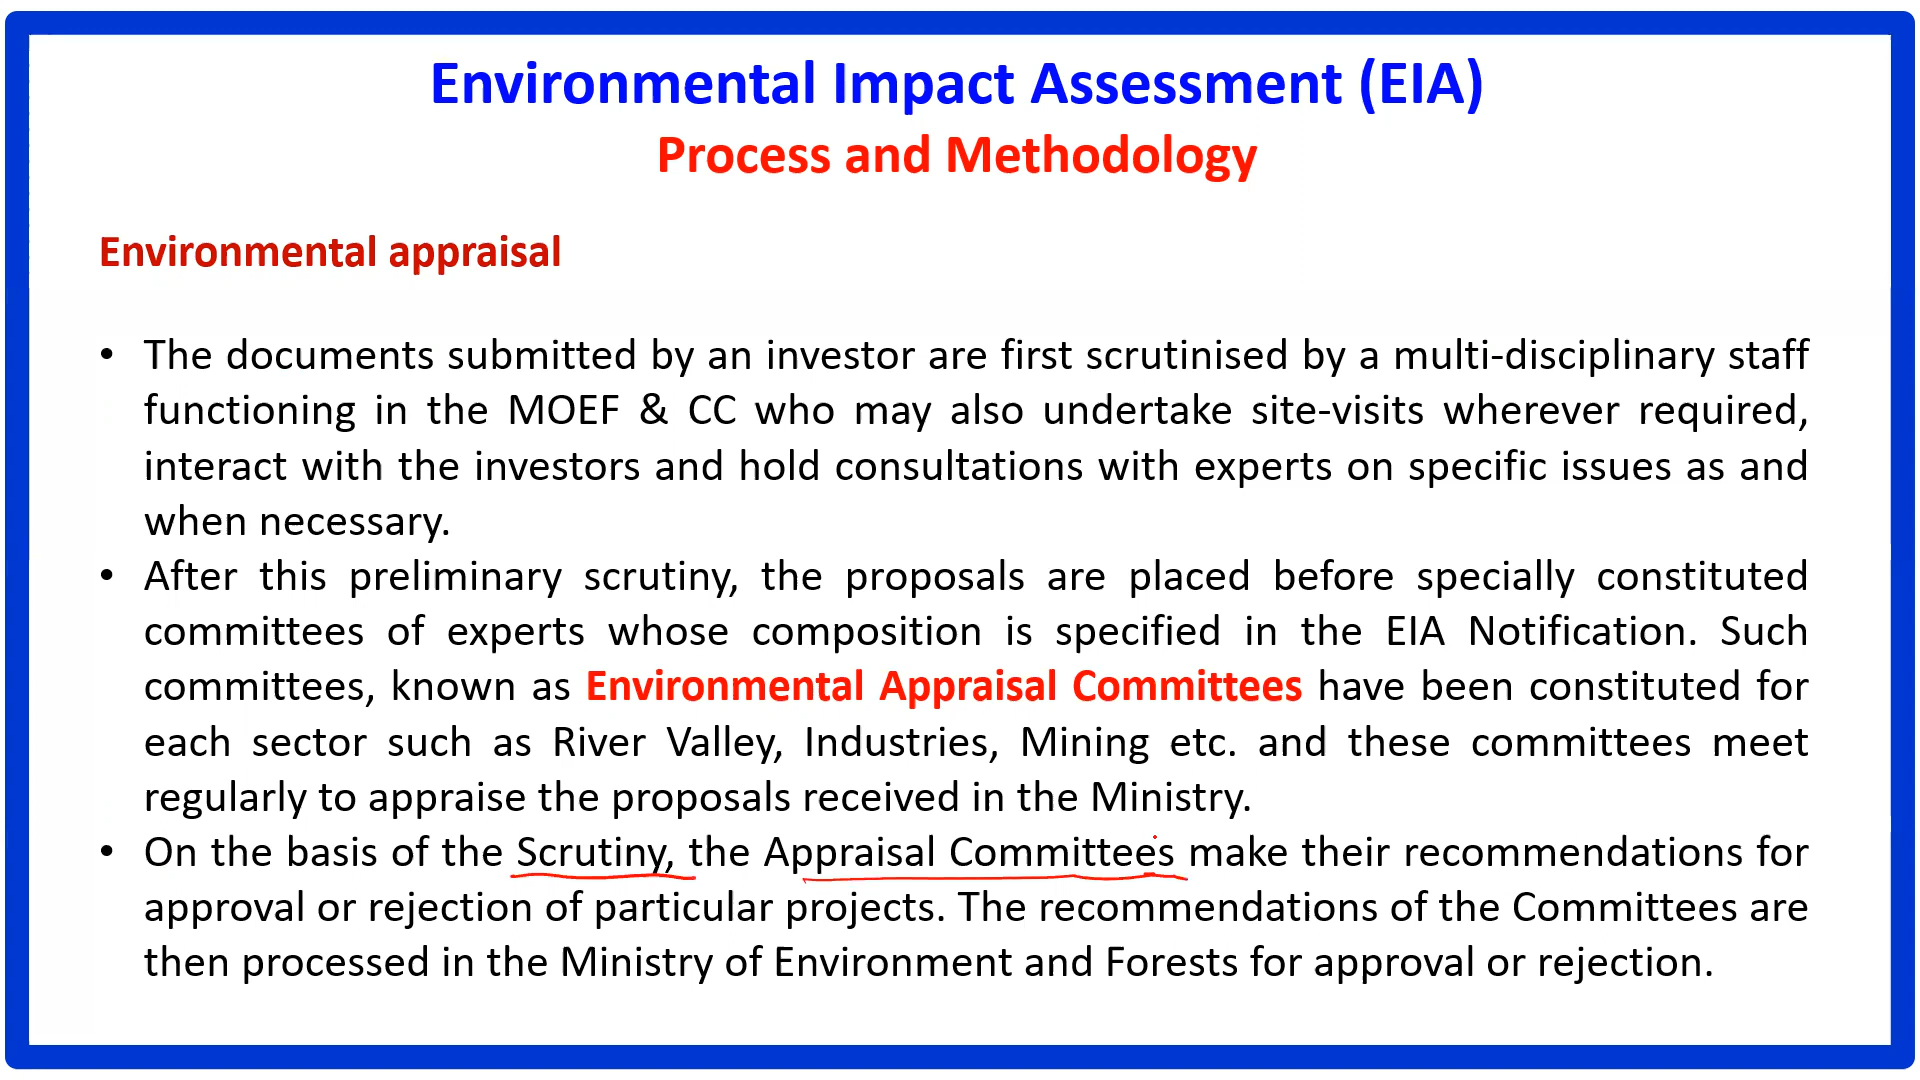 Environmental Impact Assessment (EIA)
Process and Methodology
Environmental appraisal
• The documents submitted by an investor are first scrutinised by a multi-disciplinary staff
functioning in the MOEF & CC who may also undertake site-visits wherever required,
interact with the investors and hold consultations with experts on specific issues as and
when necessary.
• After this preliminary scrutiny, the proposals are placed before specially constituted
committees of experts whose composition is specified in the EIA Notification. Such
committees, known as Environmental Appraisal Committees have been constituted for
each sector such as River Valley, Industries, Mining etc. and these committees meet
regularly to appraise the proposals received in the Ministry.
• On the basis of the Scrutiny, the Appraisal Committees make their recommendations for
approval or rejection of particular projects. The recommendations of the Committees are
then processed in the Ministry of Environment and Forests for approval or rejection.